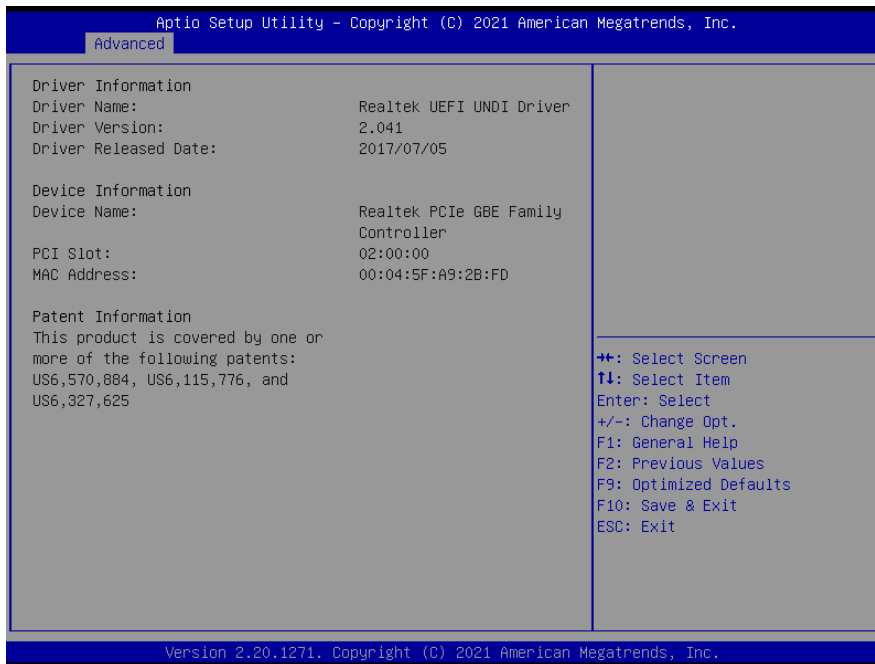 Aptio Setup Utility – Copyright (C) 2021 American Megatrends, Inc.
Advanced
Driver Information
Driver Name: Realtek UEFI UNDI Driver
Driver Version: 2.041
Driver Released Date: 2017/07/05
Device Information
Device Name: Realtek PCIe GBE Family
Controller
PCI Slot: 02:00:00
MAC Address: 00:04:5F:A9:2B:FD
Patent Information
This product is covered by one or
more of the following patents:
US6,570,884, US6,115,776, and
US6,327,625
→←: Select Screen
↑↓: Select Item
Enter: Select
+/-: Change Opt.
F1: General Help
F2: Previous Values
F9: Optimized Defaults
F10: Save & Exit
ESC: Exit
Version 2.20.1271. Copyright (C) 2021 American Megatrends, Inc.